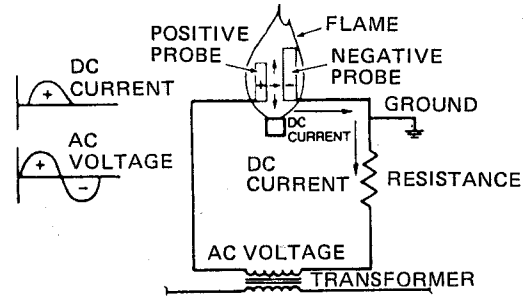 POSITIVE
PROBE
FLAME
NEGATIVE
PROBE
DC
CURRENT
+
+
-
GROUND
DC
CURRENT
AC
VOLTAGE
+
-
DC
CURRENT
RESISTANCE
AC VOLTAGE
TRANSFORMER